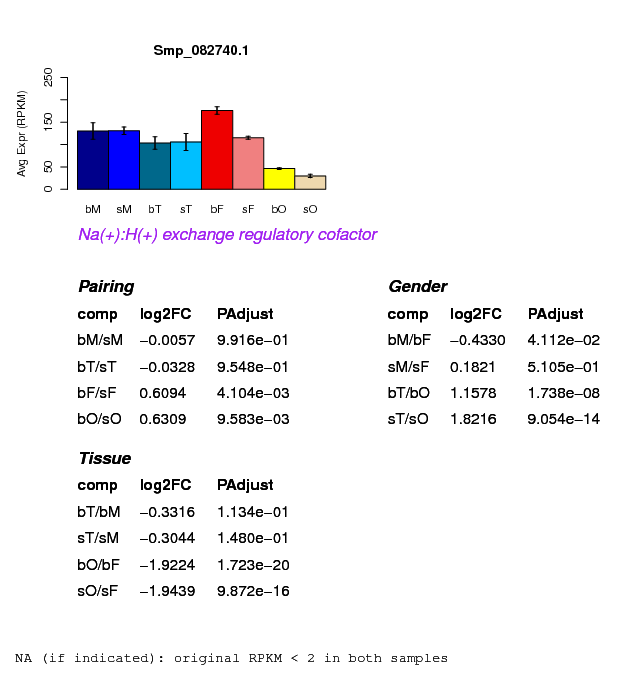 Smp_082740.1
Avg Expr (RPKM)
250
150
50
0
bM sM bT sT bF sF bO sO
Na(+):H(+) exchange regulatory cofactor
Pairing
comp log2FC PAdjust
bM/sM −0.0057 9.916e−01
bT/sT −0.0328 9.548e−01
bF/sF 0.6094 4.104e−03
bO/sO 0.6309 9.583e−03
Gender
comp log2FC PAdjust
bM/bF −0.4330 4.112e−02
sM/sF 0.1821 5.105e−01
bT/bO 1.1578 1.738e−08
sT/sO 1.8216 9.054e−14
Tissue
comp log2FC PAdjust
bT/bM −0.3316 1.134e−01
sT/sM −0.3044 1.480e−01
bO/bF −1.9224 1.723e−20
sO/sF −1.9439 9.872e−16
NA (if indicated): original RPKM < 2 in both samples